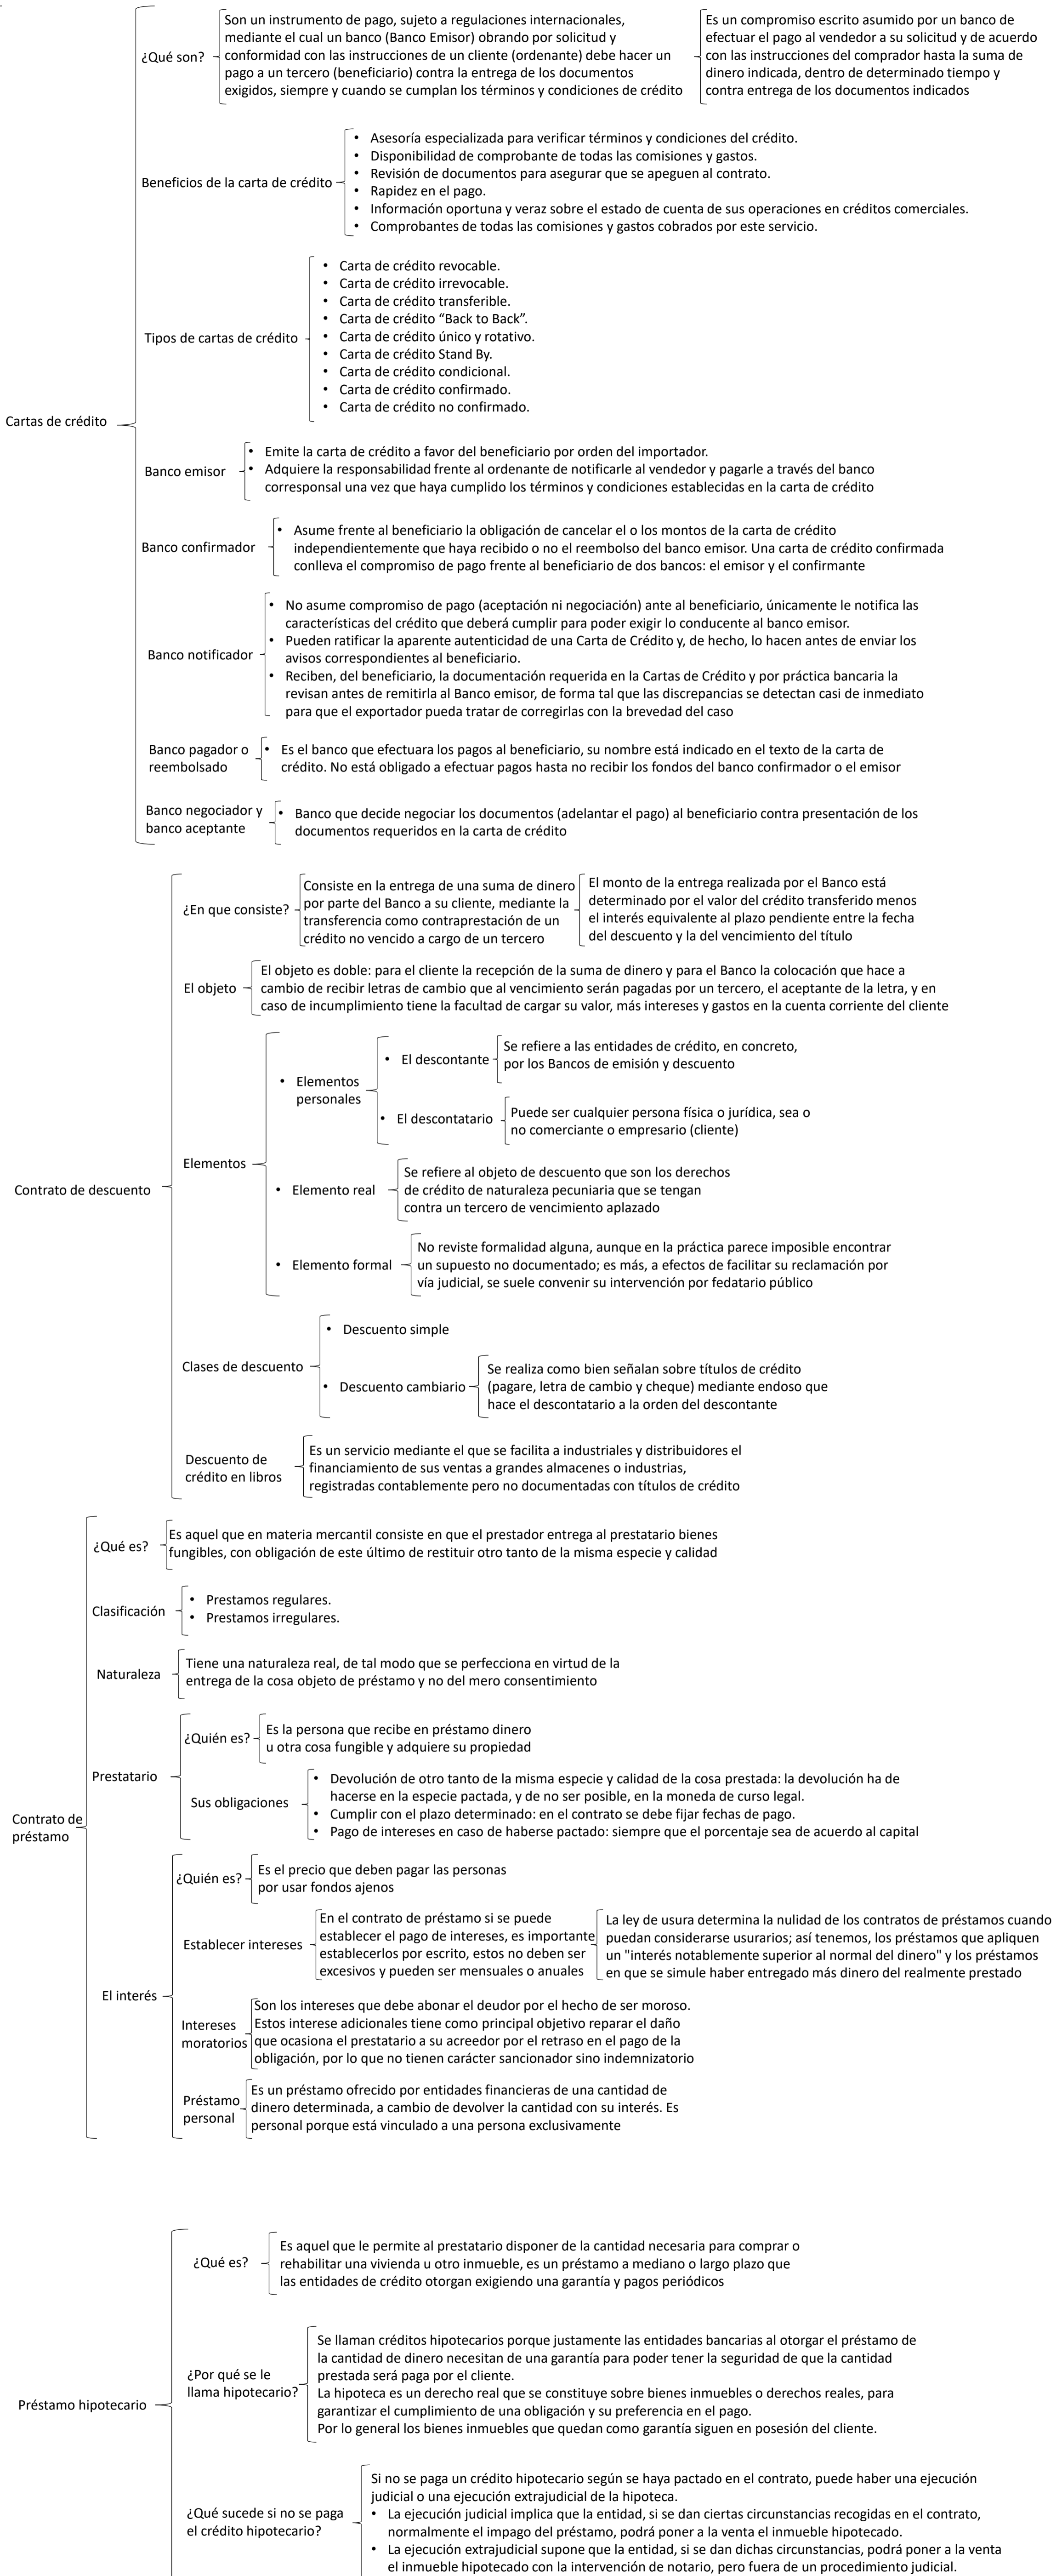 Cartas de crédito
¿Qué son?
Son un instrumento de pago, sujeto a regulaciones internacionales,
mediante el cual un banco (Banco Emisor) obrando por solicitud y
conformidad con las instrucciones de un cliente (ordenante) debe hacer un
pago a un tercero (beneficiario) contra la entrega de los documentos
exigidos, siempre y cuando se cumplan los términos y condiciones de crédito
Es un compromiso escrito asumido por un banco de
efectuar el pago al vendedor a su solicitud y de acuerdo
con las instrucciones del comprador hasta la suma de
dinero indicada, dentro de determinado tiempo y
contra entrega de los documentos indicados
Beneficios de la carta de crédito
• Asesoría especializada para verificar términos y condiciones del crédito.
• Disponibilidad de comprobante de todas las comisiones y gastos.
• Revisión de documentos para asegurar que se apeguen al contrato.
• Rapidez en el pago.
• Información oportuna y veraz sobre el estado de cuenta de sus operaciones en créditos comerciales.
• Comprobantes de todas las comisiones y gastos cobrados por este servicio.
Tipos de cartas de crédito
• Carta de crédito revocable.
• Carta de crédito irrevocable.
• Carta de crédito transferible.
• Carta de crédito “Back to Back”.
• Carta de crédito único y rotativo.
• Carta de crédito Stand By.
• Carta de crédito condicional.
• Carta de crédito confirmado.
• Carta de crédito no confirmado.
Banco emisor
• Emite la carta de crédito a favor del beneficiario por orden del importador.
• Adquiere la responsabilidad frente al ordenante de notificarle al vendedor y pagarle a través del banco
corresponsal una vez que haya cumplido los términos y condiciones establecidas en la carta de crédito
Banco confirmador
• Asume frente al beneficiario la obligación de cancelar el o los montos de la carta de crédito
independientemente que haya recibido o no el reembolso del banco emisor. Una carta de crédito confirmada
conlleva el compromiso de pago frente al beneficiario de dos bancos: el emisor y el confirmante
Banco notificador
• No asume compromiso de pago (aceptación ni negociación) ante al beneficiario, únicamente le notifica las
características del crédito que deberá cumplir para poder exigir lo conducente al banco emisor.
• Pueden ratificar la aparente autenticidad de una Carta de Crédito y, de hecho, lo hacen antes de enviar los
avisos correspondientes al beneficiario.
• Reciben, del beneficiario, la documentación requerida en la Cartas de Crédito y por práctica bancaria la
revisan antes de remitirla al Banco emisor, de forma tal que las discrepancias se detectan casi de inmediato
para que el exportador pueda tratar de corregirlas con la brevedad del caso
Banco pagador o
reembolsado
• Es el banco que efectuara los pagos al beneficiario, su nombre está indicado en el texto de la carta de
crédito. No está obligado a efectuar pagos hasta no recibir los fondos del banco confirmador o el emisor
Banco negociador y
banco aceptante
• Banco que decide negociar los documentos (adelantar el pago) al beneficiario contra presentación de los
documentos requeridos en la carta de crédito
Contrato de descuento
¿En que consiste?
Consiste en la entrega de una suma de dinero
por parte del Banco a su cliente, mediante la
transferencia como contraprestación de un
crédito no vencido a cargo de un tercero
El monto de la entrega realizada por el Banco está
determinado por el valor del crédito transferido menos
el interés equivalente al plazo pendiente entre la fecha
del descuento y la del vencimiento del título
El objeto
El objeto es doble: para el cliente la recepción de la suma de dinero y para el Banco la colocación que hace a
cambio de recibir letras de cambio que al vencimiento serán pagadas por un tercero, el aceptante de la letra, y en
caso de incumplimiento tiene la facultad de cargar su valor, más intereses y gastos en la cuenta corriente del cliente
Elementos
• Elementos
personales
• El descontante
Se refiere a las entidades de crédito, en concreto,
por los Bancos de emisión y descuento
• El descontatario
Puede ser cualquier persona física o jurídica, sea o
no comerciante o empresario (cliente)
• Elemento real
Se refiere al objeto de descuento que son los derechos
de crédito de naturaleza pecuniaria que se tengan
contra un tercero de vencimiento aplazado
• Elemento formal
No reviste formalidad alguna, aunque en la práctica parece imposible encontrar
un supuesto no documentado; es más, a efectos de facilitar su reclamación por
vía judicial, se suele convenir su intervención por fedatario público
Clases de descuento
• Descuento simple
• Descuento cambiario
Se realiza como bien señalan sobre títulos de crédito
(pagare, letra de cambio y cheque) mediante endoso que
hace el descontatario a la orden del descontante
Descuento de
crédito en libros
Es un servicio mediante el que se facilita a industriales y distribuidores el
financiamiento de sus ventas a grandes almacenes o industrias,
registradas contablemente pero no documentadas con títulos de crédito
Contrato de
préstamo
¿Qué es?
Es aquel que en materia mercantil consiste en que el prestador entrega al prestatario bienes
fungibles, con obligación de este último de restituir otro tanto de la misma especie y calidad
Clasificación
• Prestamos regulares.
• Prestamos irregulares.
Naturaleza
Tiene una naturaleza real, de tal modo que se perfecciona en virtud de la
entrega de la cosa objeto de préstamo y no del mero consentimiento
Prestatario
¿Quién es?
Es la persona que recibe en préstamo dinero
u otra cosa fungible y adquiere su propiedad
Sus obligaciones
• Devolución de otro tanto de la misma especie y calidad de la cosa prestada: la devolución ha de
hacerse en la especie pactada, y de no ser posible, en la moneda de curso legal.
• Cumplir con el plazo determinado: en el contrato se debe fijar fechas de pago.
• Pago de intereses en caso de haberse pactado: siempre que el porcentaje sea de acuerdo al capital
El interés
¿Quién es?
Es el precio que deben pagar las personas
por usar fondos ajenos
Establecer intereses
En el contrato de préstamo si se puede
establecer el pago de intereses, es importante
establecerlos por escrito, estos no deben ser
excesivos y pueden ser mensuales o anuales
La ley de usura determina la nulidad de los contratos de préstamos cuando
puedan considerarse usurarios; así tenemos, los préstamos que apliquen
un "interés notablemente superior al normal del dinero" y los préstamos
en que se simule haber entregado más dinero del realmente prestado
Intereses
moratorios
Son los intereses que debe abonar el deudor por el hecho de ser moroso.
Estos interese adicionales tiene como principal objetivo reparar el daño
que ocasiona el prestatario a su acreedor por el retraso en el pago de la
obligación, por lo que no tienen carácter sancionador sino indemnizatorio
Préstamo
personal
Es un préstamo ofrecido por entidades financieras de una cantidad de
dinero determinada, a cambio de devolver la cantidad con su interés. Es
personal porque está vinculado a una persona exclusivamente
Préstamo hipotecario
¿Qué es?
Es aquel que le permite al prestatario disponer de la cantidad necesaria para comprar o
rehabilitar una vivienda u otro inmueble, es un préstamo a mediano o largo plazo que
las entidades de crédito otorgan exigiendo una garantía y pagos periódicos
¿Por qué se le
llama hipotecario?
Se llaman créditos hipotecarios porque justamente las entidades bancarias al otorgar el préstamo de
la cantidad de dinero necesitan de una garantía para poder tener la seguridad de que la cantidad
prestada será paga por el cliente.
La hipoteca es un derecho real que se constituye sobre bienes inmuebles o derechos reales, para
garantizar el cumplimiento de una obligación y su preferencia en el pago.
Por lo general los bienes inmuebles que quedan como garantía siguen en posesión del cliente.
¿Qué sucede si no se paga
el crédito hipotecario?
Si no se paga un crédito hipotecario según se haya pactado en el contrato, puede haber una ejecución
judicial o una ejecución extrajudicial de la hipoteca.
• La ejecución judicial implica que la entidad, si se dan ciertas circunstancias recogidas en el contrato,
normalmente el impago del préstamo, podrá poner a la venta el inmueble hipotecado.
• La ejecución extrajudicial supone que la entidad, si se dan dichas circunstancias, podrá poner a la venta
el inmueble hipotecado con la intervención de notario, pero fuera de un procedimiento judicial.